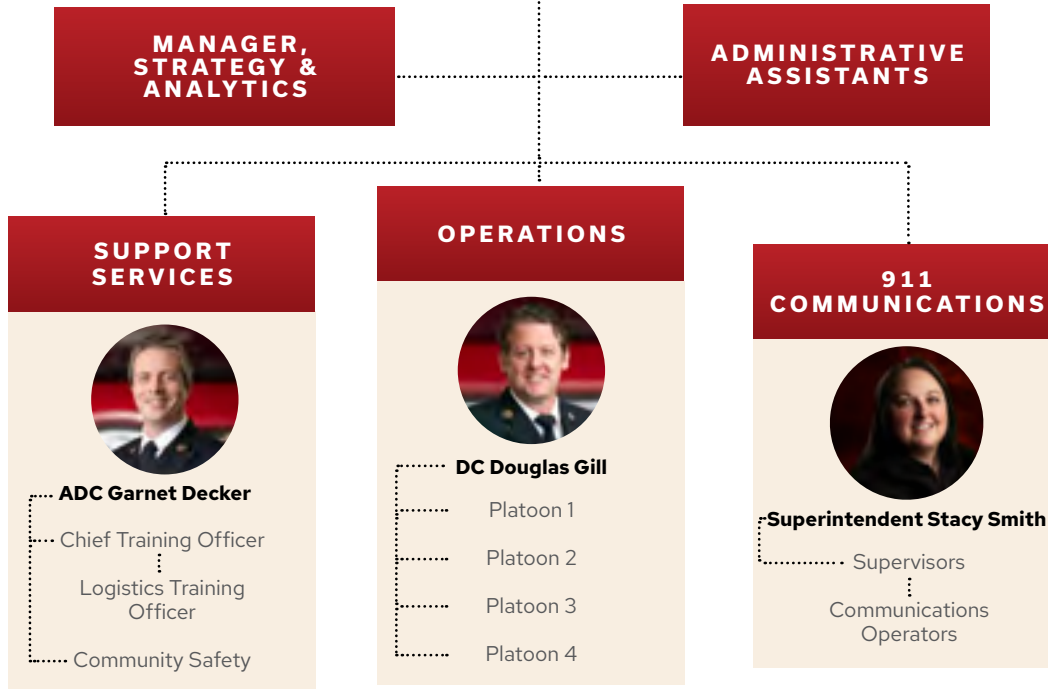 MANAGER,
STRATEGY &
ANALYTICS
ADMINISTRATIVE
ASSISTANTS
SUPPORT
SERVICES
ADC Garnet Decker
Chief Training Officer
Logistics Training
Officer
Community Safety
OPERATIONS
DC Douglas Gill
Platoon 1
Platoon 2
Platoon 3
Platoon 4
911
COMMUNICATIONS
Superintendent Stacy Smith
Supervisors
Communications
Operators